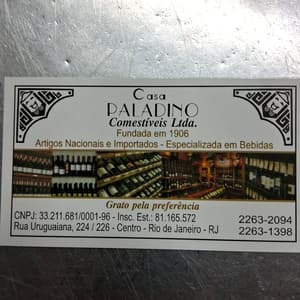 Casa
PALADINO
Comestíveis Ltda.
Fundada em 1906
Artigos Nacionais e Importados - Especializada em Bebidas
Grato pela preferência
CNPJ: 33.211.681/0001-96 - Insc. Est.: 81.165.572 2263-2094
Rua Uruguaiana, 224 / 226 - Centro - Rio de Janeiro - RJ 2263-1398